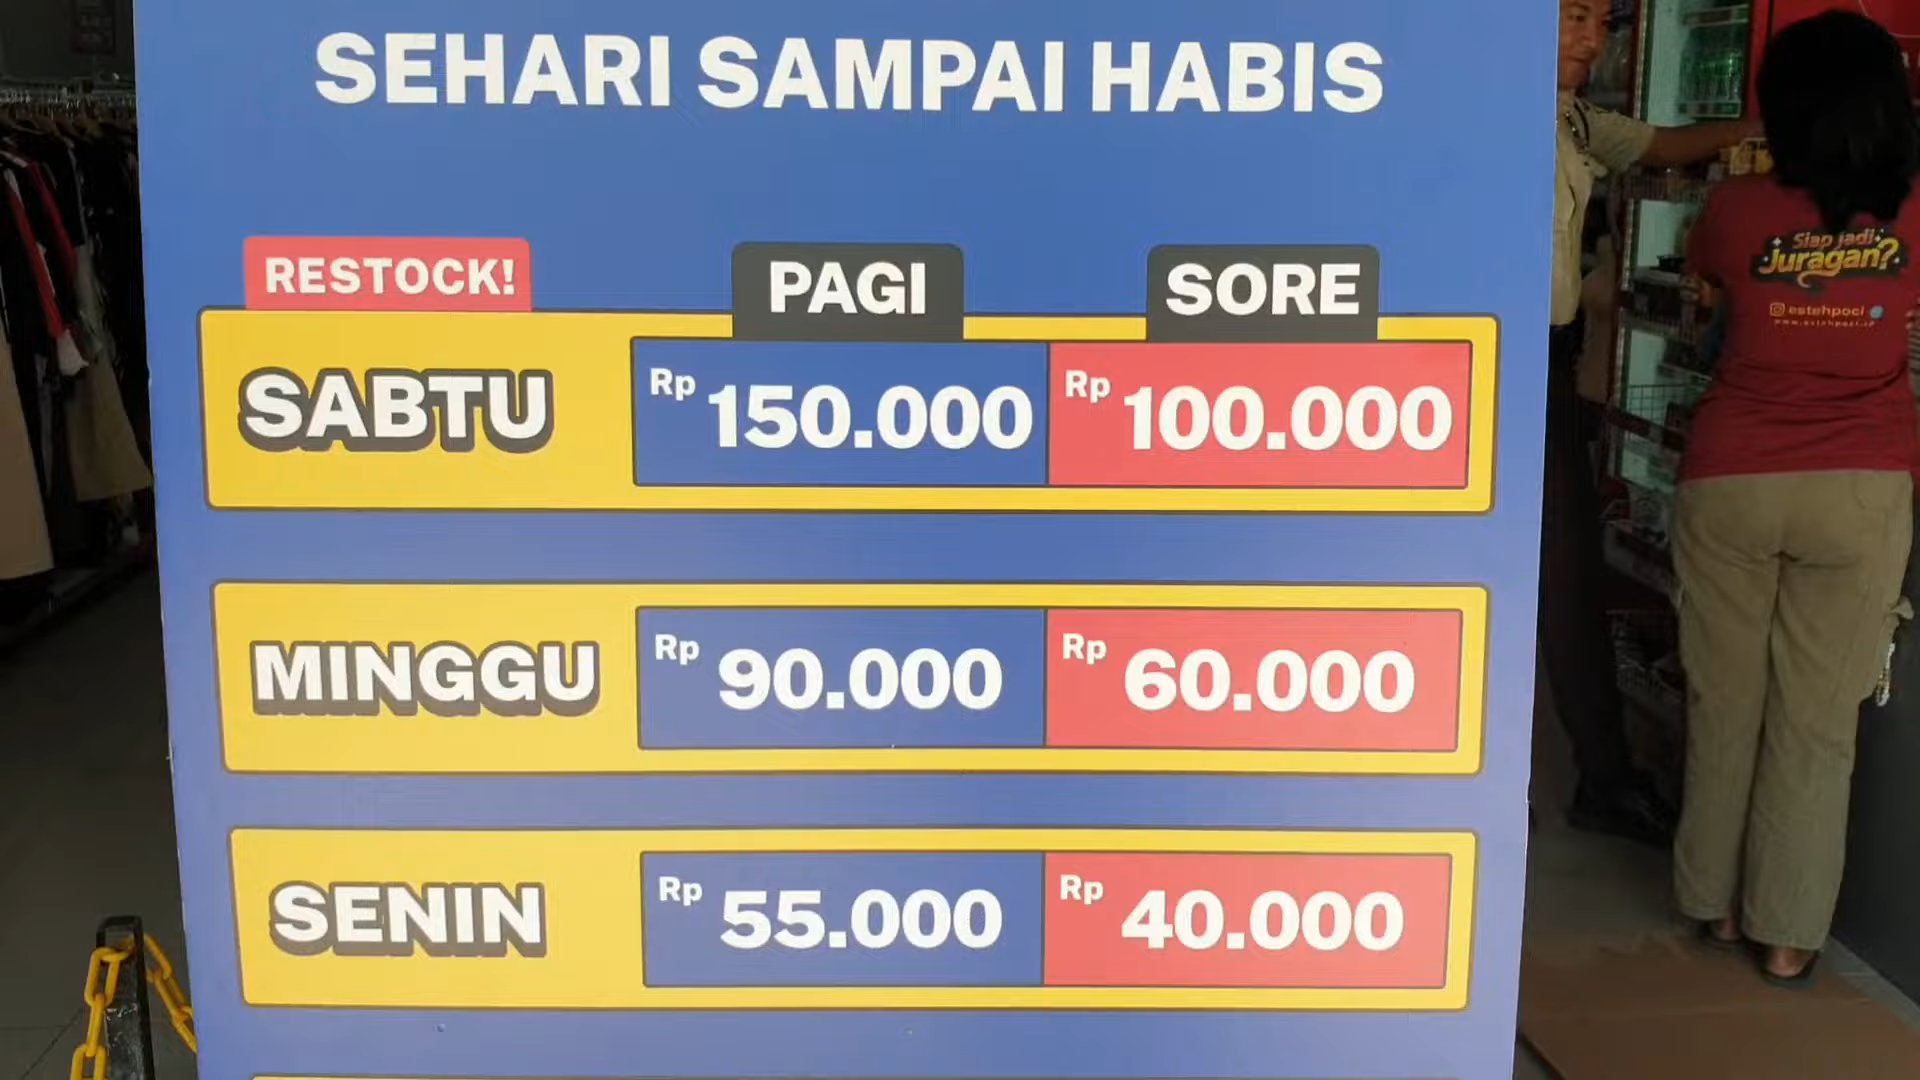 SEHARI SAMPAI HABIS
RESTOCK! PAGI SORE
SABTU Rp 150.000 Rp 100.000
MINGGU Rp 90.000 Rp 60.000
SENIN Rp 55.000 Rp 40.000
Siap jadi
Juragan?
estehpoci